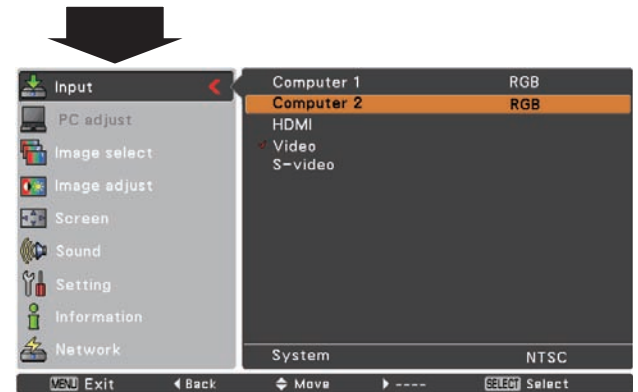 Input
PC adjust
Image select
Image adjust
Screen
Sound
Setting
Information
Network
Computer 1 RGB
Computer 2 RGB
HDMI
Video
S-video
System NTSC
MENU Exit ◀ Back Move ▶ ---- SELECT Select